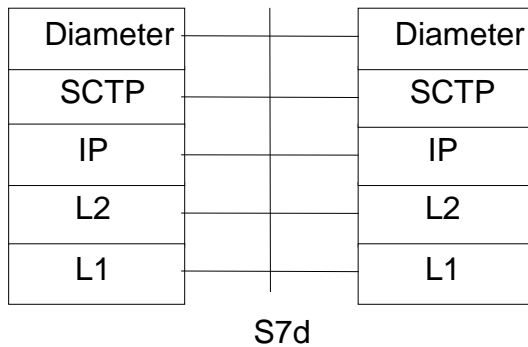 Diameter Diameter
SCTP SCTP
IP IP
L2 L2
L1 L1
S7d